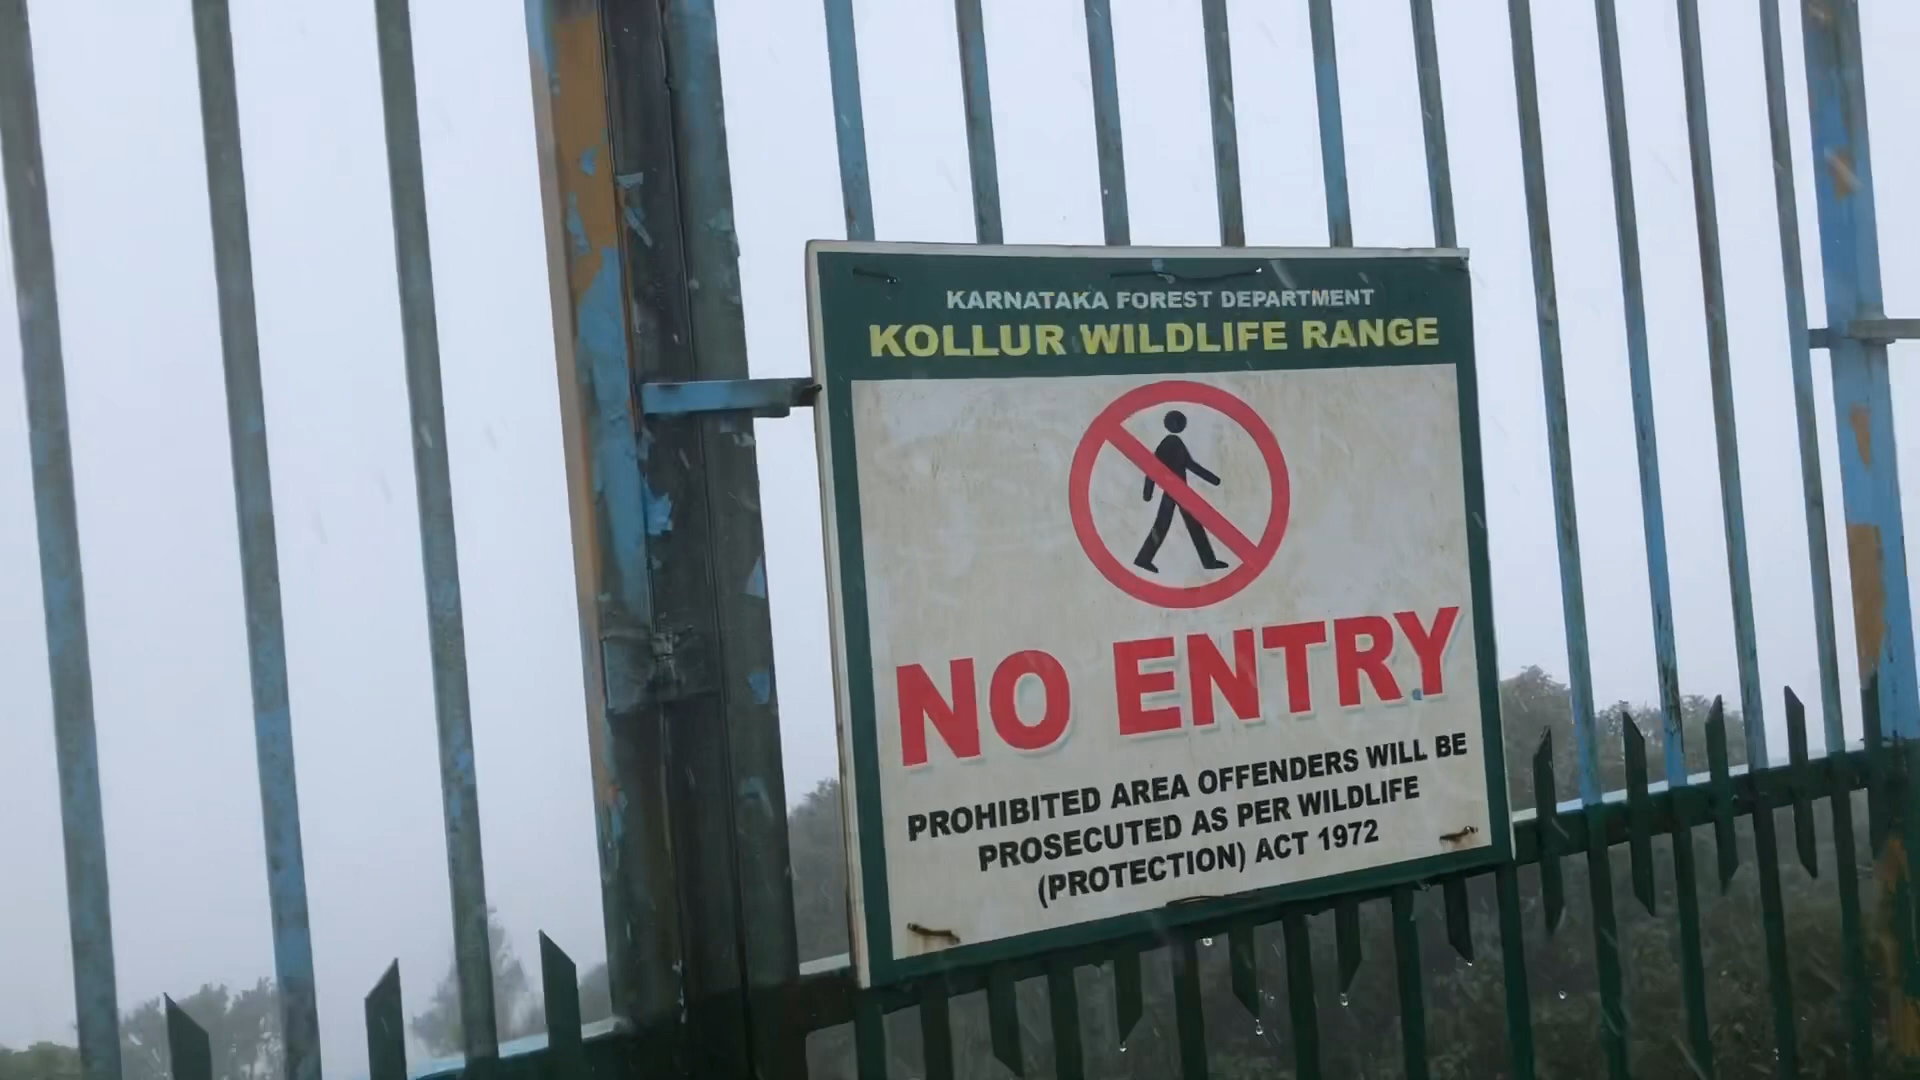 KARNATAKA FOREST DEPARTMENT
KOLLUR WILDLIFE RANGE
NO ENTRY
PROHIBITED AREA OFFENDERS WILL BE
PROSECUTED AS PER WILDLIFE
(PROTECTION) ACT 1972